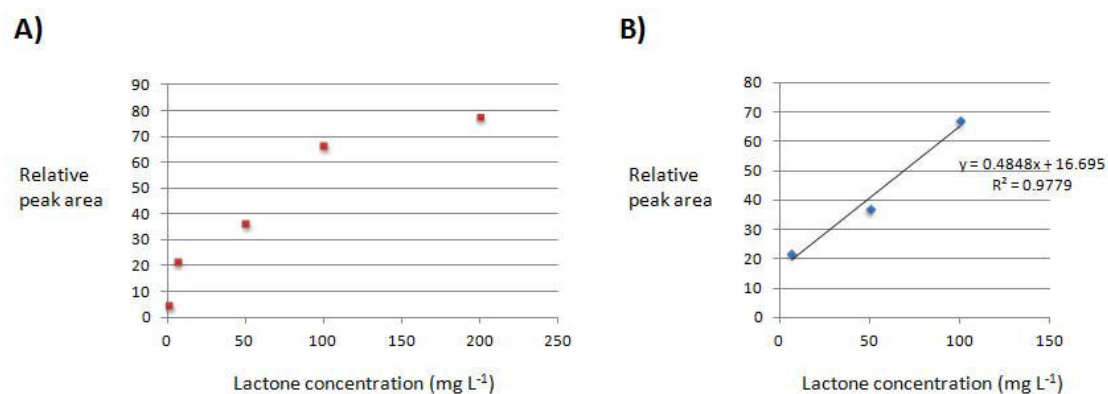 A)
Relative
peak area
90
80
70
60
50
40
30
20
10
0
0 50 100 150 200 250
Lactone concentration (mg L⁻¹)
B)
Relative
peak area
80
70
60
50
40
30
20
10
0
y = 0.4848x + 16.695
R² = 0.9779
0 50 100 150
Lactone concentration (mg L⁻¹)